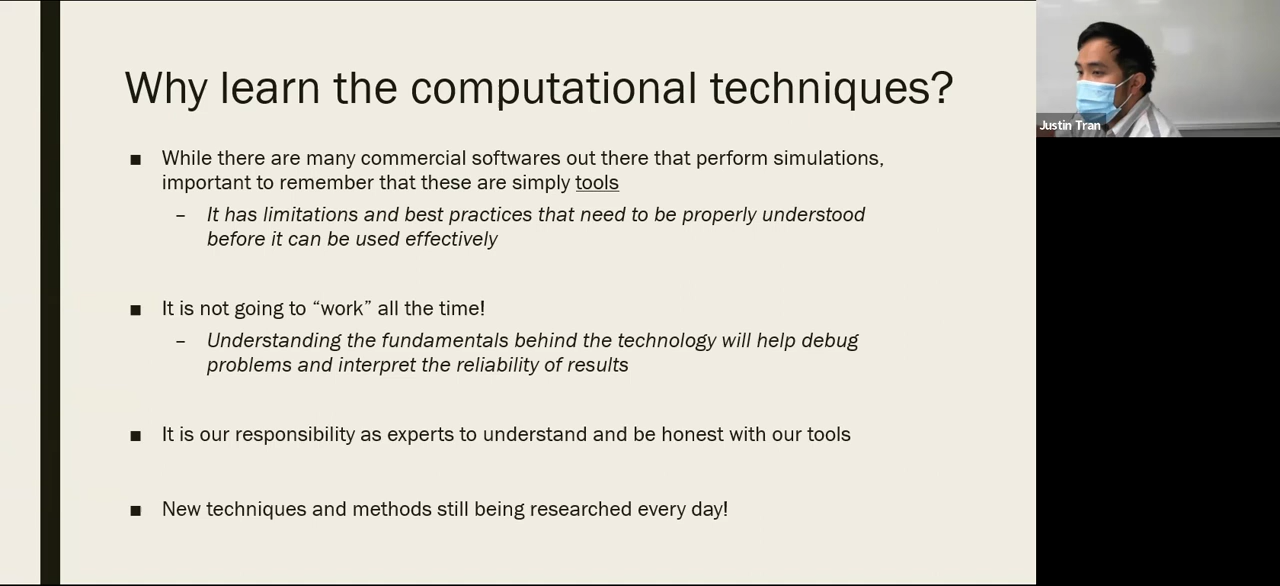 Why learn the computational techniques?
■ While there are many commercial softwares out there that perform simulations,
important to remember that these are simply tools
– It has limitations and best practices that need to be properly understood
before it can be used effectively
■ It is not going to “work” all the time!
– Understanding the fundamentals behind the technology will help debug
problems and interpret the reliability of results
■ It is our responsibility as experts to understand and be honest with our tools
■ New techniques and methods still being researched every day!
Justin Tran